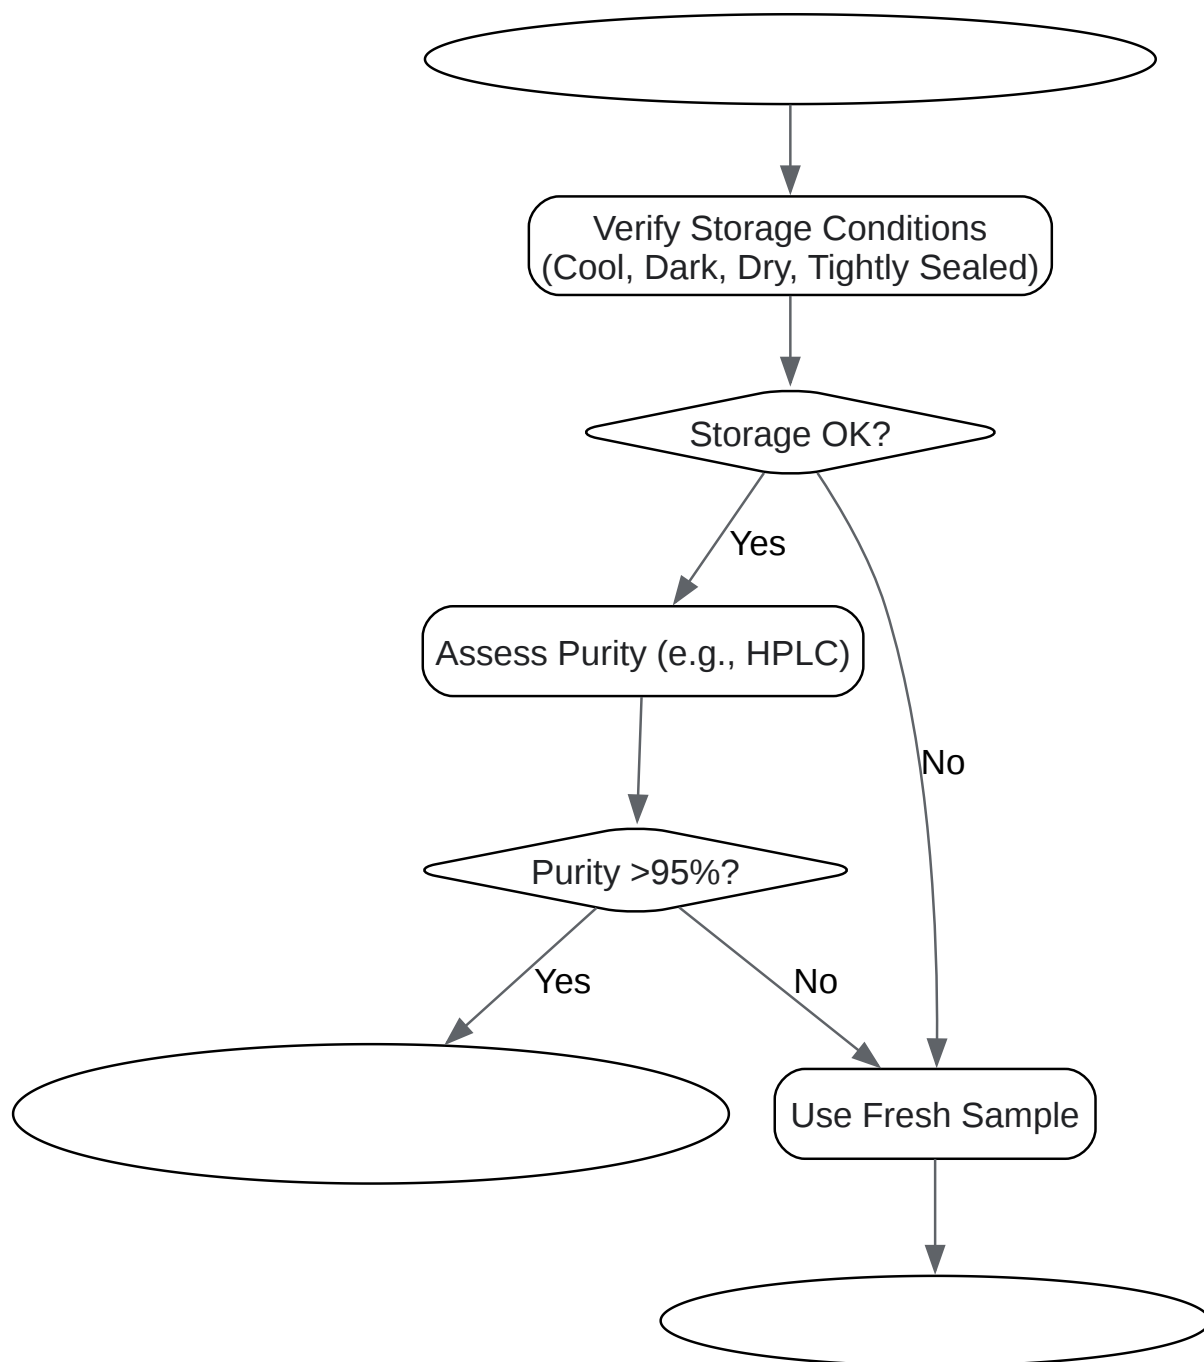 Verify Storage Conditions
(Cool, Dark, Dry, Tightly Sealed)
Storage OK?
Yes
Assess Purity (e.g., HPLC)
No
Purity >95%?
Yes
No
Use Fresh Sample